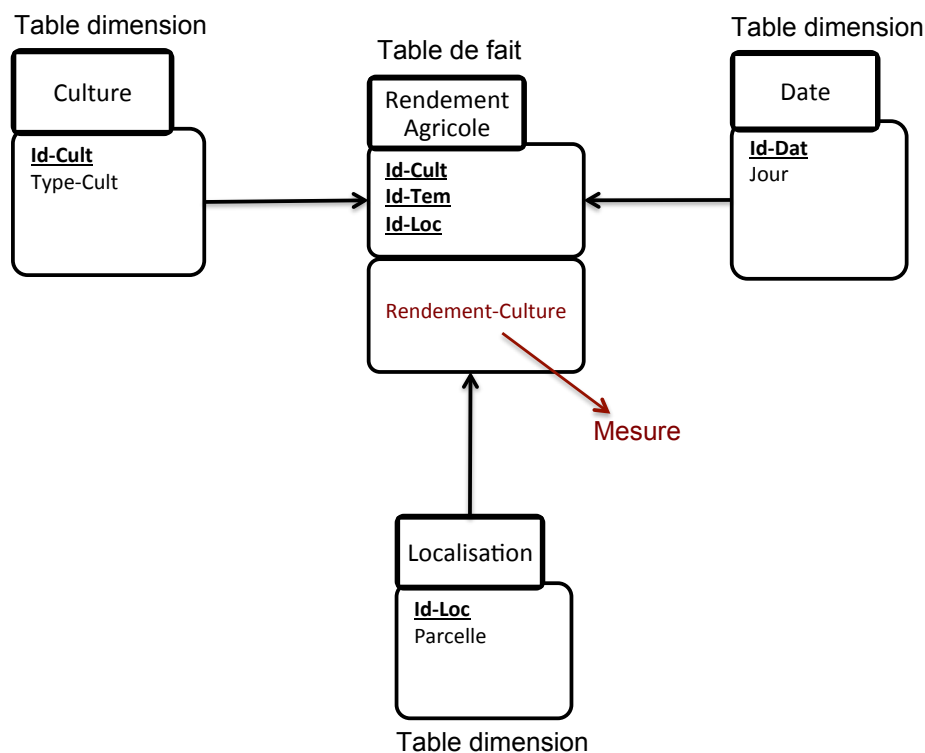 Table dimension
Culture
Id-Cult
Type-Cult
Table de fait
Rendement
Agricole
Id-Cult
Id-Tem
Id-Loc
Rendement-Culture
Mesure
Table dimension
Date
Id-Dat
Jour
Localisation
Id-Loc
Parcelle
Table dimension